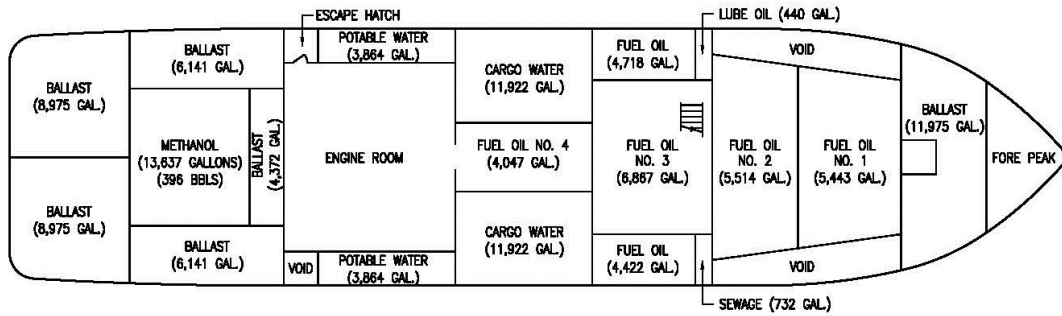 ESCAPE HATCH
LUBE OIL (440 GAL.)
BALLAST
(6,141 GAL.)
POTABLE WATER
(3,864 GAL.)
FUEL OIL
(4,718 GAL.)
VOID
BALLAST
(8,975 GAL.)
CARGO WATER
(11,922 GAL.)
BALLAST
(11,975 GAL.)
METHANOL
(13,637 GALLONS)
(396 BBLS)
BALLAST
(4,372 GAL.)
ENGINE ROOM
FUEL OIL NO. 4
(4,047 GAL.)
FUEL OIL
NO. 3
(6,867 GAL.)
FUEL OIL
NO. 2
(5,514 GAL.)
FUEL OIL
NO. 1
(5,443 GAL.)
FORE PEAK
BALLAST
(8,975 GAL.)
CARGO WATER
(11,922 GAL.)
BALLAST
(6,141 GAL.)
VOID
POTABLE WATER
(3,864 GAL.)
FUEL OIL
(4,422 GAL.)
VOID
SEWAGE (732 GAL.)